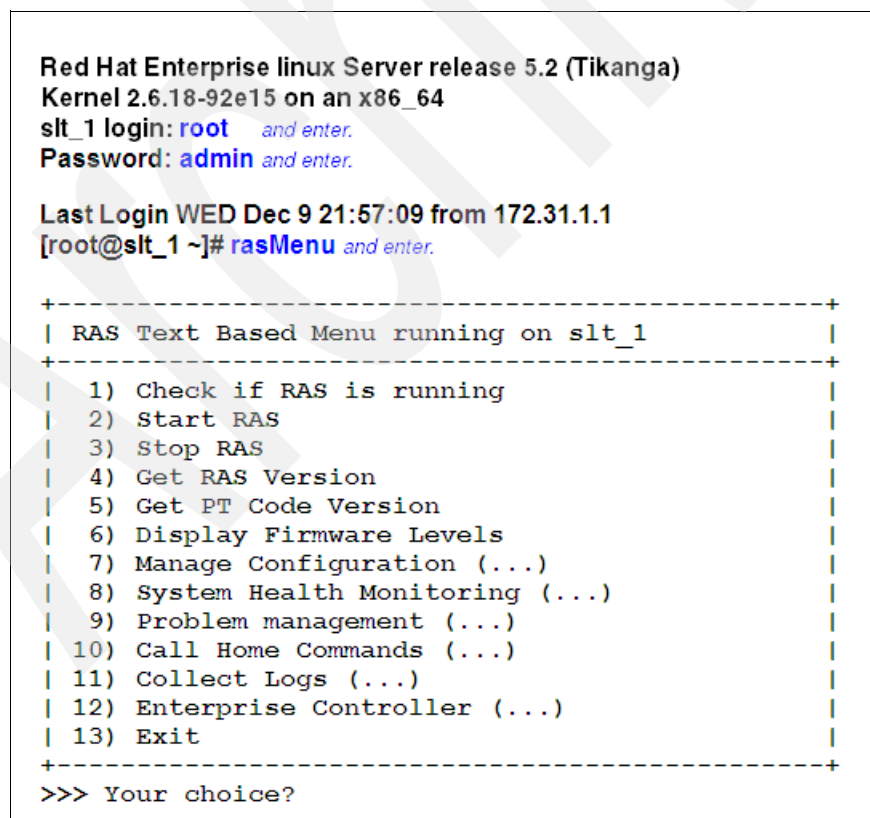 Red Hat Enterprise linux Server release 5.2 (Tikanga)
Kernel 2.6.18-92e15 on an x86_64
slt_1 login: root and enter.
Password: admin and enter.
Last Login WED Dec 9 21:57:09 from 172.31.1.1
[root@slt_1 ~]# rasMenu and enter.
+------------------------------------------------+
| RAS Text Based Menu running on slt_1 |
+------------------------------------------------+
| 1) Check if RAS is running |
| 2) Start RAS |
| 3) Stop RAS |
| 4) Get RAS Version |
| 5) Get PT Code Version |
| 6) Display Firmware Levels |
| 7) Manage Configuration (...) |
| 8) System Health Monitoring (...) |
| 9) Problem management (...) |
| 10) Call Home Commands (...) |
| 11) Collect Logs (...) |
| 12) Enterprise Controller (...) |
| 13) Exit |
+------------------------------------------------+
>>> Your choice?